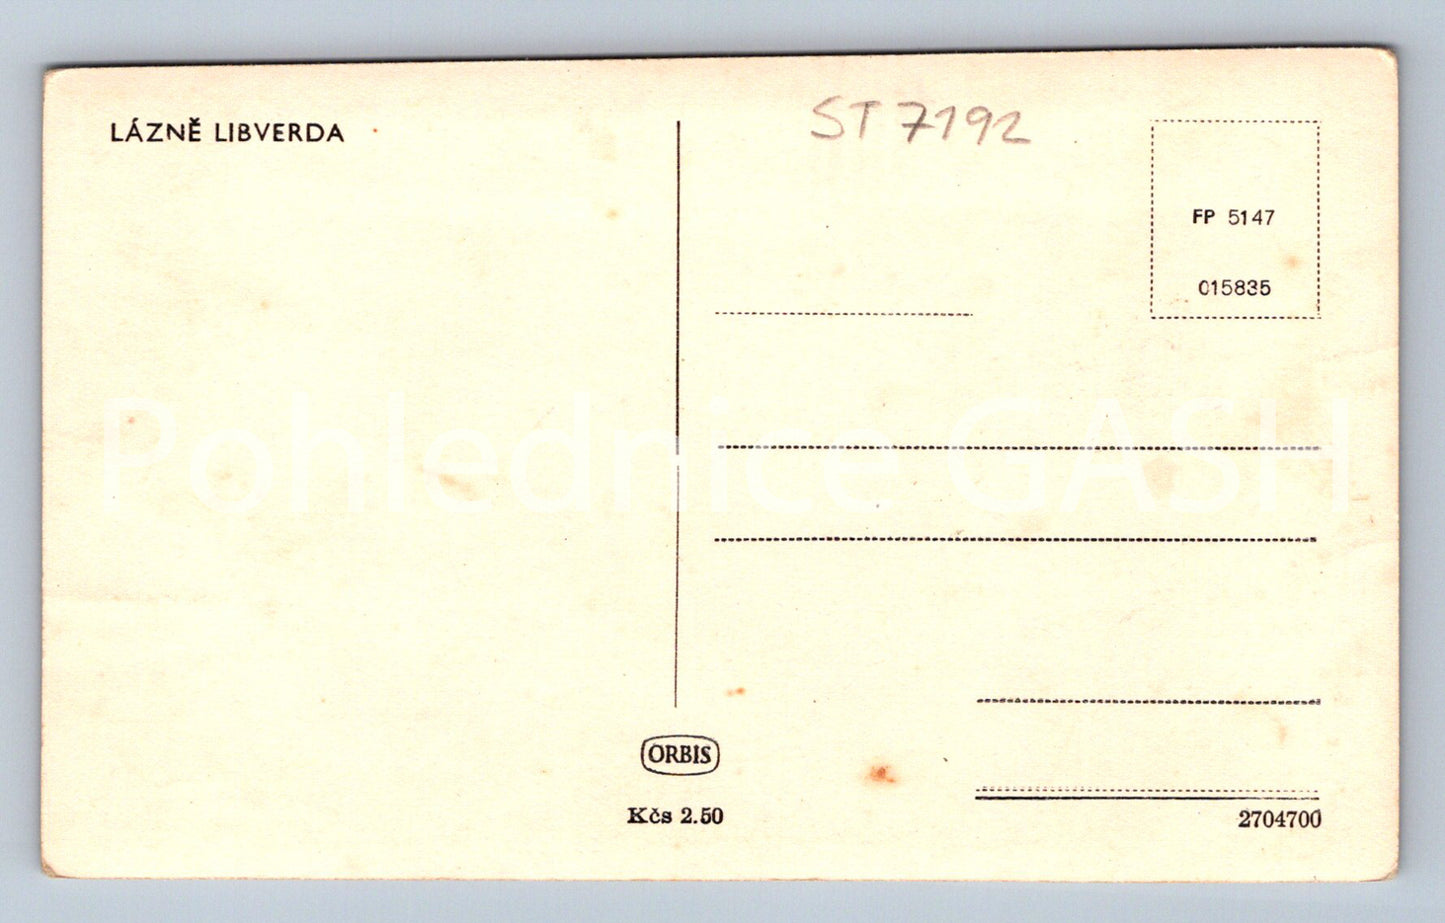 LÁZNĚ LIBVERDA
ST 7192
FP 5147
015835
Pohlednice GASH
ORBIS
Kčs 2.50
2704700